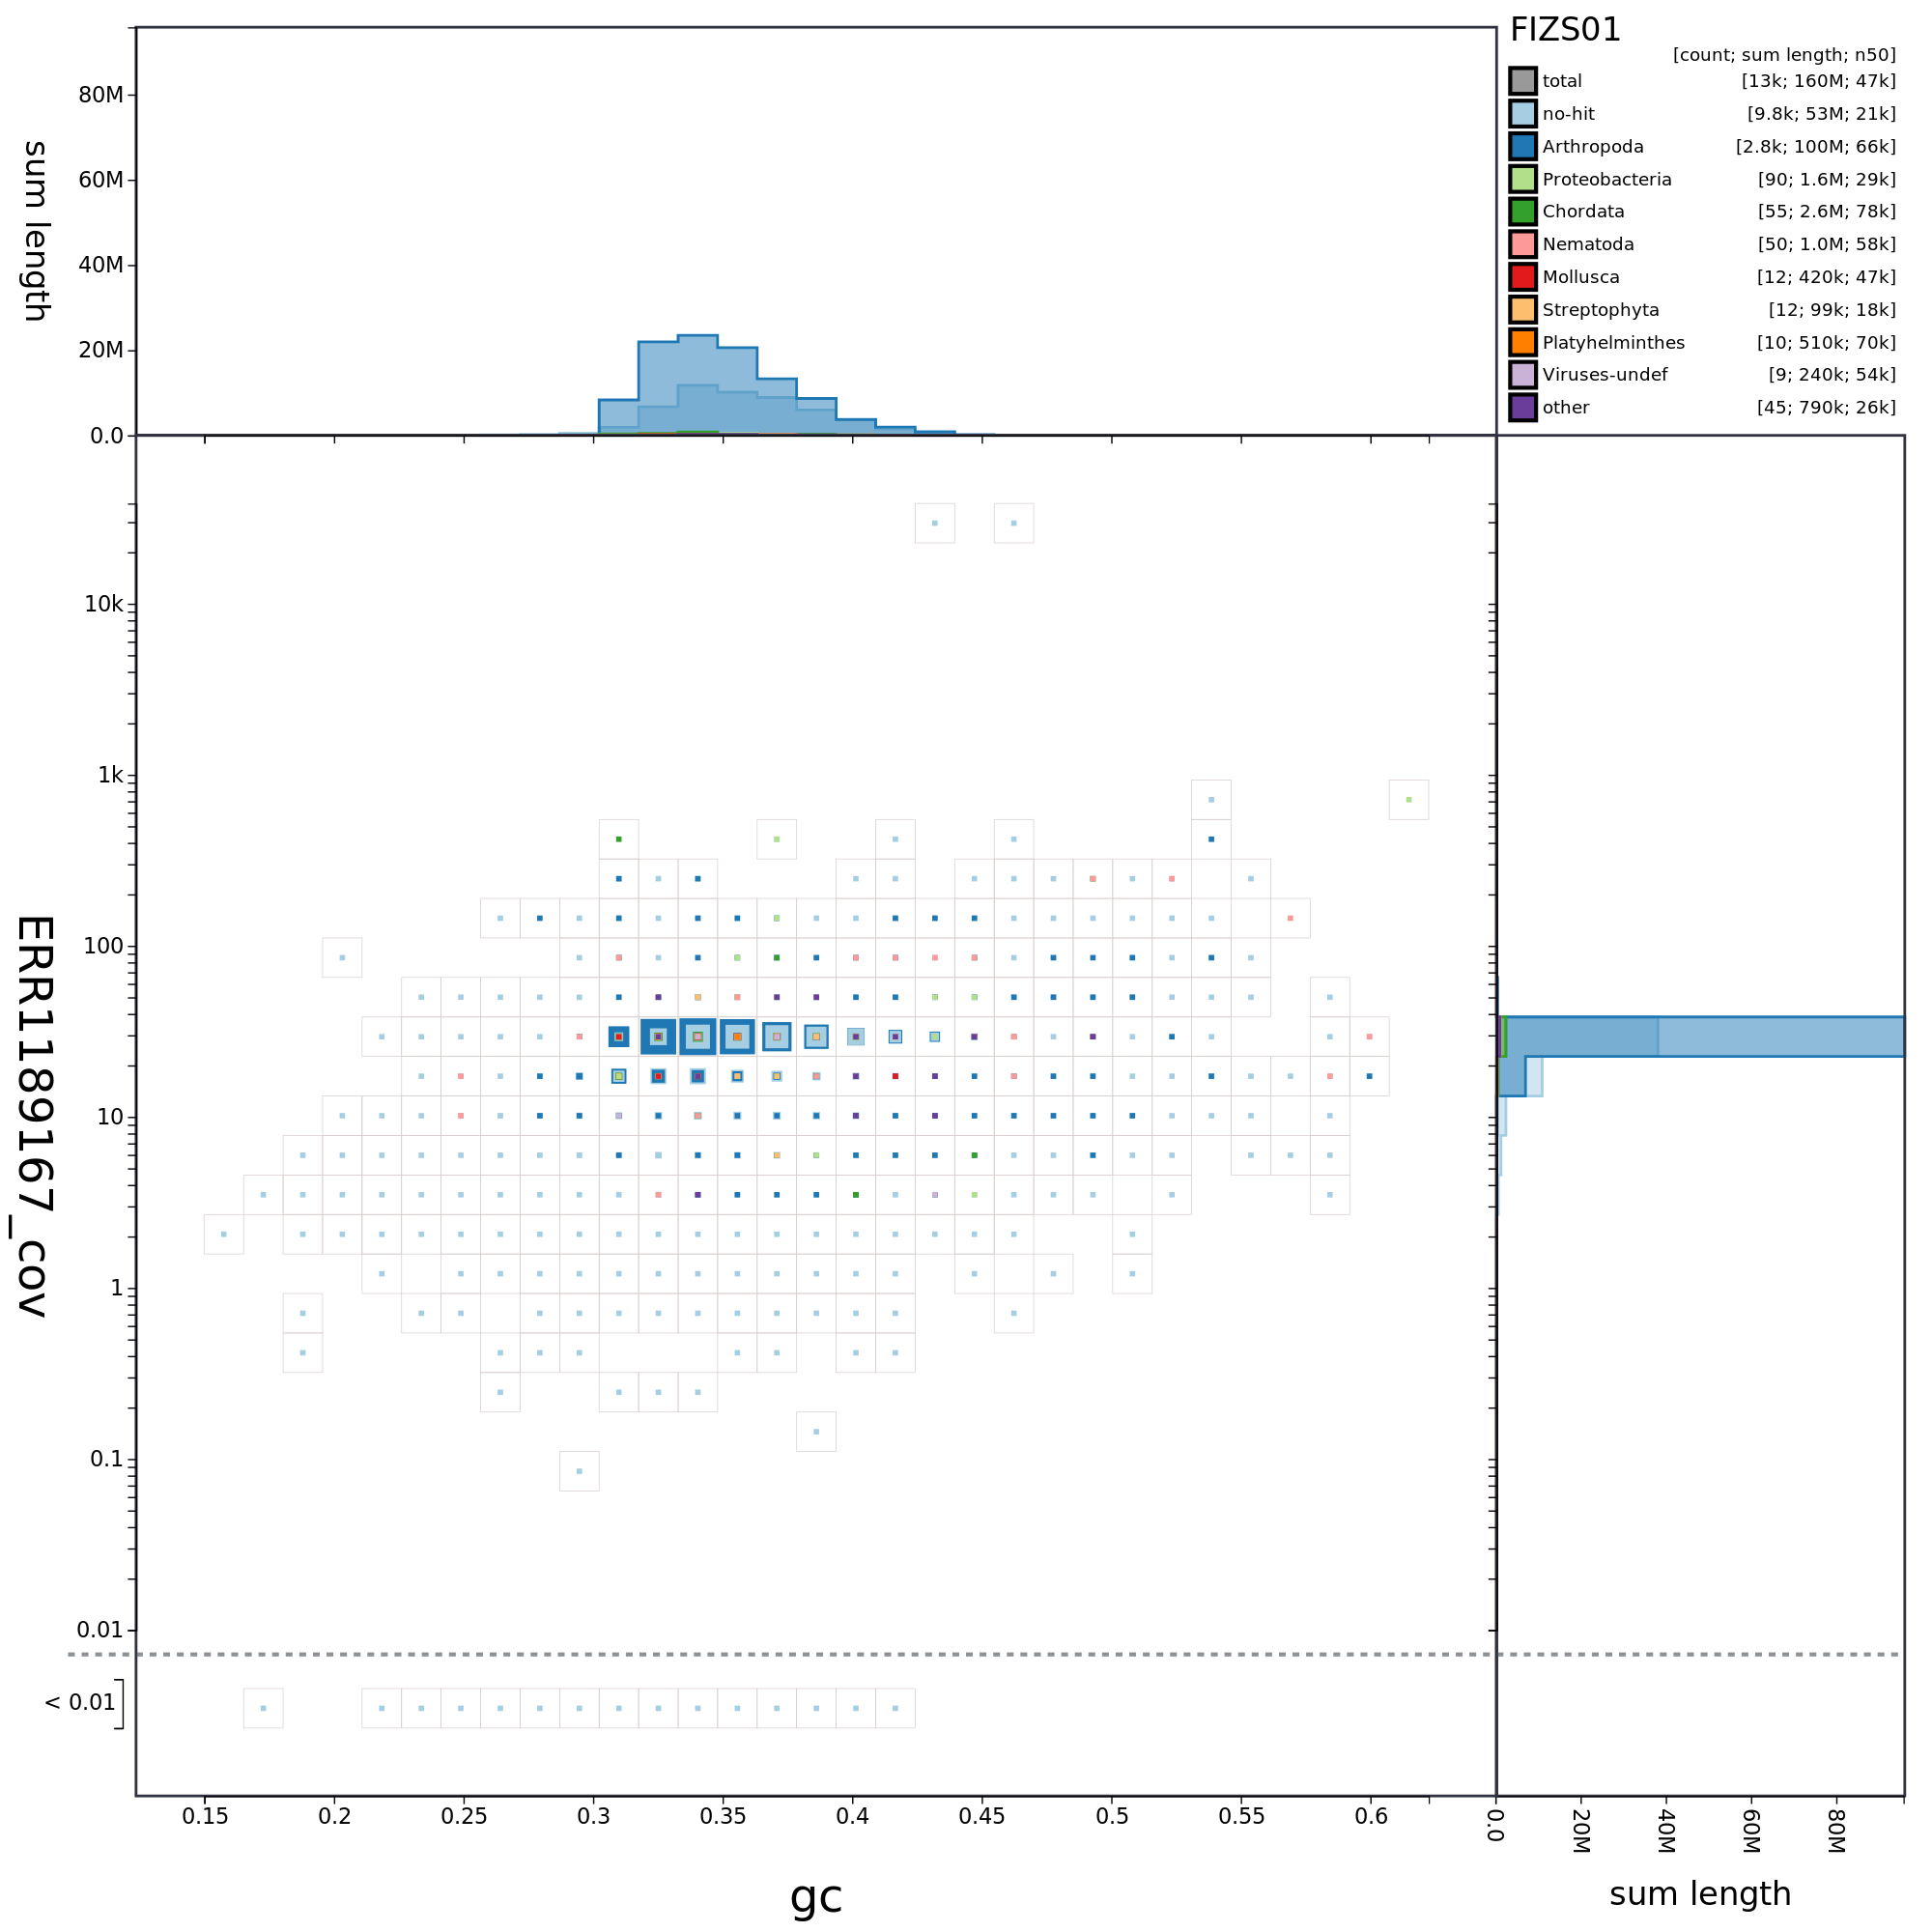 FIZS01
[count; sum length; n50]
total [13k; 160M; 47k]
no-hit [9.8k; 53M; 21k]
Arthropoda [2.8k; 100M; 66k]
Proteobacteria [90; 1.6M; 29k]
Chordata [55; 2.6M; 78k]
Nematoda [50; 1.0M; 58k]
Mollusca [12; 420k; 47k]
Streptophyta [12; 99k; 18k]
Platyhelminthes [10; 510k; 70k]
Viruses-undef [9; 240k; 54k]
other [45; 790k; 26k]
sum length
80M
60M
40M
20M
0.0
ERR1189167_cov
10k
1k
100
10
1
0.1
0.01
< 0.01
0.15 0.2 0.25 0.3 0.35 0.4 0.45 0.5 0.55 0.6
gc
0.0 20M 40M 60M 80M
sum length